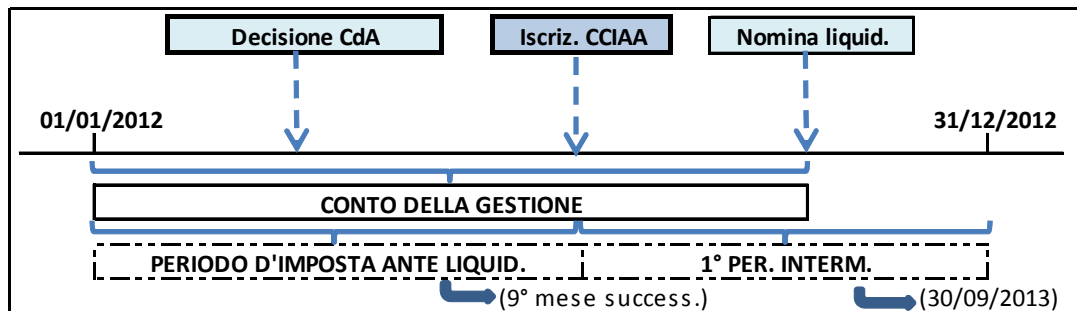 Decisione CdA Iscriz. CCIAA Nomina liquid.
01/01/2012 31/12/2012
CONTO DELLA GESTIONE
PERIODO D'IMPOSTA ANTE LIQUID. 1° PER. INTERM.
(9° mese success.) (30/09/2013)